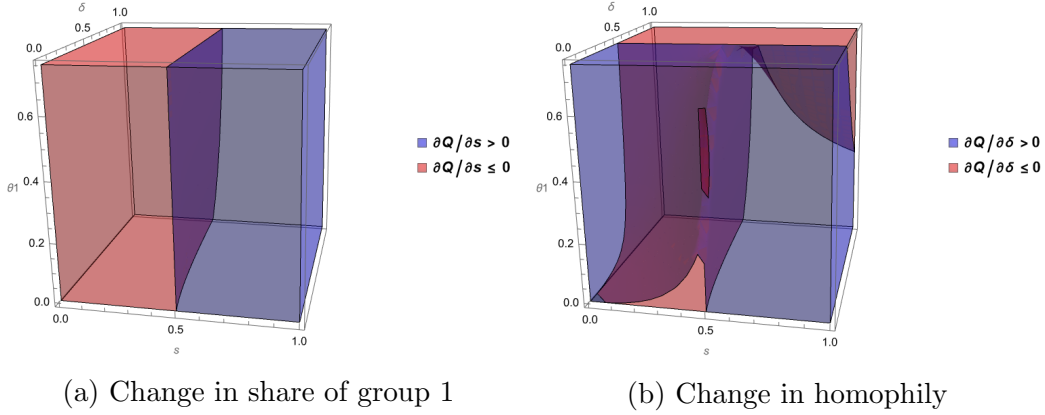 δ
1.0
0.5
0.0
0.6
0.4
θ1
0.2
0.0
0.0
0.5
1.0
s
∂Q/∂s > 0
∂Q/∂s ≤ 0
(a) Change in share of group 1
δ
1.0
0.5
0.0
0.6
0.4
θ1
0.2
0.0
0.0
0.5
1.0
s
∂Q/∂δ > 0
∂Q/∂δ ≤ 0
(b) Change in homophily